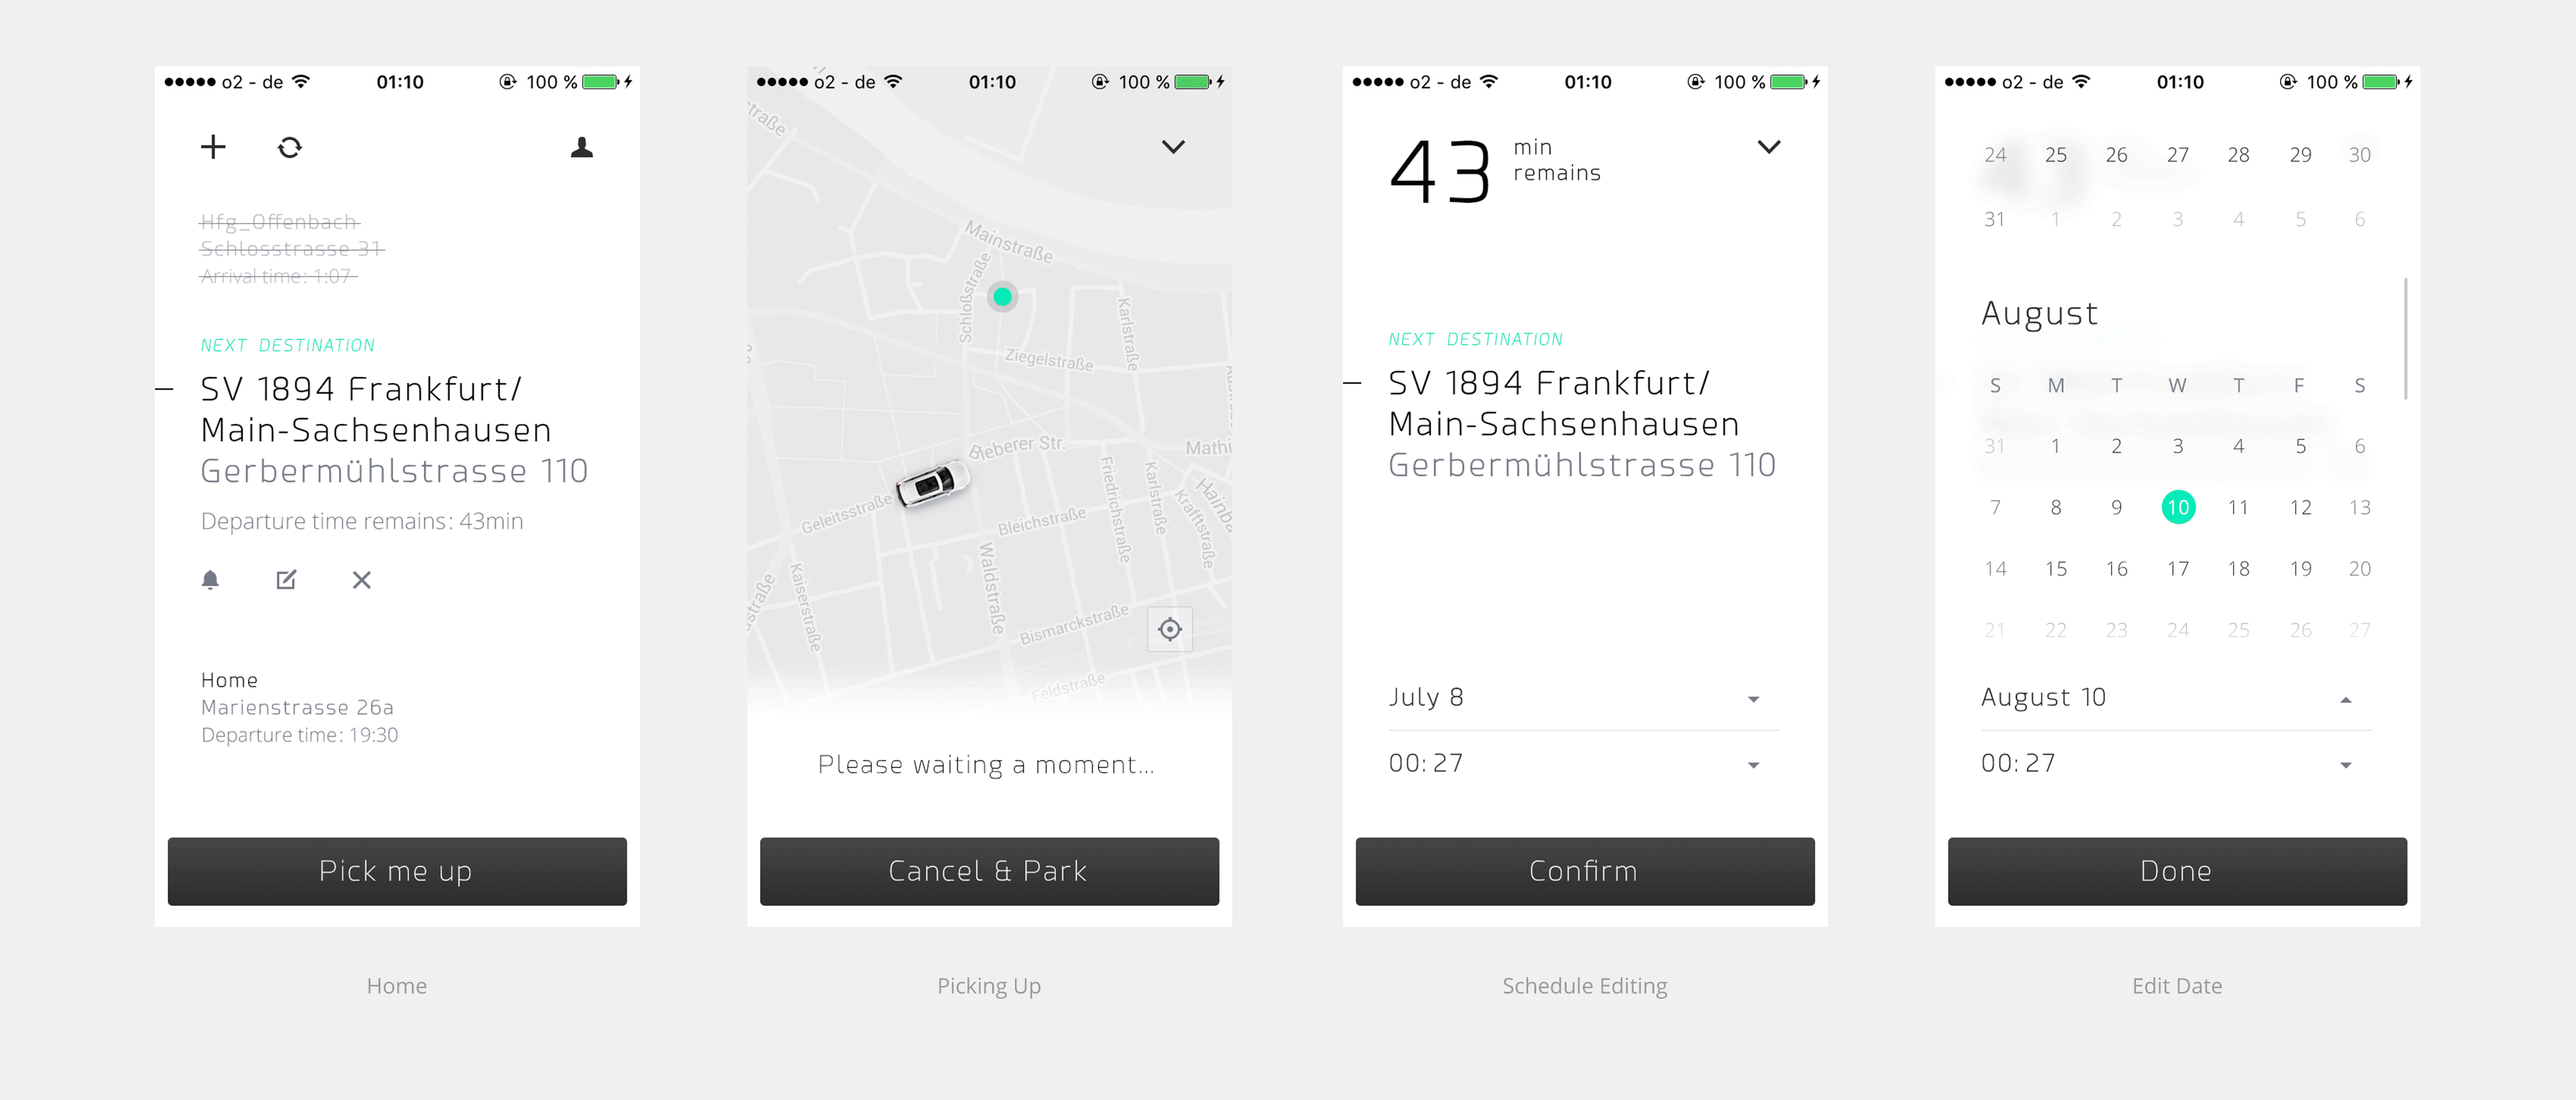 o2 - de 01:10 100 %
Hfg_Offenbach
Schlosstrasse 31
Arrival time: 1:07
NEXT DESTINATION
SV 1894 Frankfurt/
Main-Sachsenhausen
Gerbermühlstrasse 110
Departure time remains: 43min
Home
Marienstrasse 26a
Departure time: 19:30
Pick me up
Home
o2 - de 01:10 100 %
Mainstraße
Schloßstraße
Karlstraße
Ziegelstraße
Bieberer Str.
Mathi
Geleitsstraße
Bleichstraße
Friedrichstraße
Karlstraße
Krafftstraße
Hainb
Kaiserstraße
Waldstraße
Bismarckstraße
Feldstraße
Please waiting a moment...
Cancel & Park
Picking Up
o2 - de 01:10 100 %
43 min
remains
NEXT DESTINATION
SV 1894 Frankfurt/
Main-Sachsenhausen
Gerbermühlstrasse 110
July 8
00:27
Confirm
Schedule Editing
o2 - de 01:10 100 %
24 25 26 27 28 29 30
31 1 2 3 4 5 6
August
S M T W T F S
31 1 2 3 4 5 6
7 8 9 10 11 12 13
14 15 16 17 18 19 20
21 22 23 24 25 26 27
August 10
00:27
Done
Edit Date